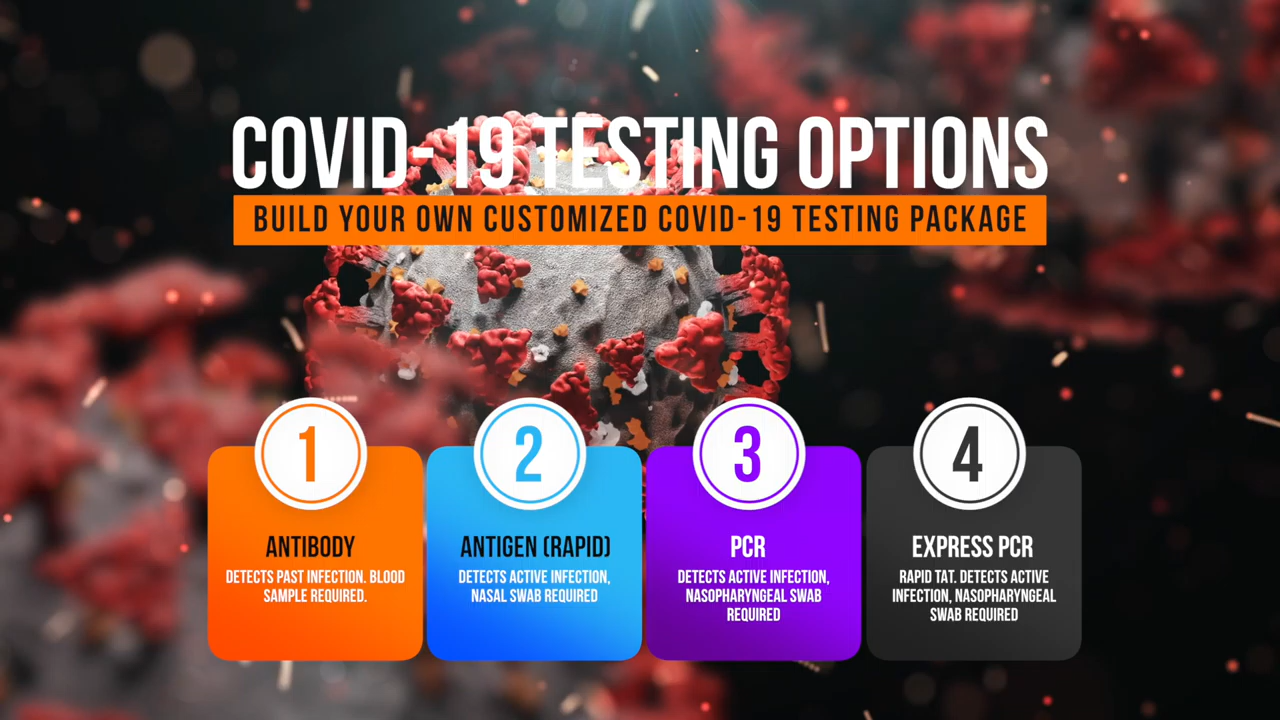 COVID-19 TESTING OPTIONS
BUILD YOUR OWN CUSTOMIZED COVID-19 TESTING PACKAGE
1
ANTIBODY
DETECTS PAST INFECTION. BLOOD
SAMPLE REQUIRED.
2
ANTIGEN (RAPID)
DETECTS ACTIVE INFECTION,
NASAL SWAB REQUIRED
3
PCR
DETECTS ACTIVE INFECTION,
NASOPHARYNGEAL SWAB
REQUIRED
4
EXPRESS PCR
RAPID TAT. DETECTS ACTIVE
INFECTION, NASOPHARYNGEAL
SWAB REQUIRED